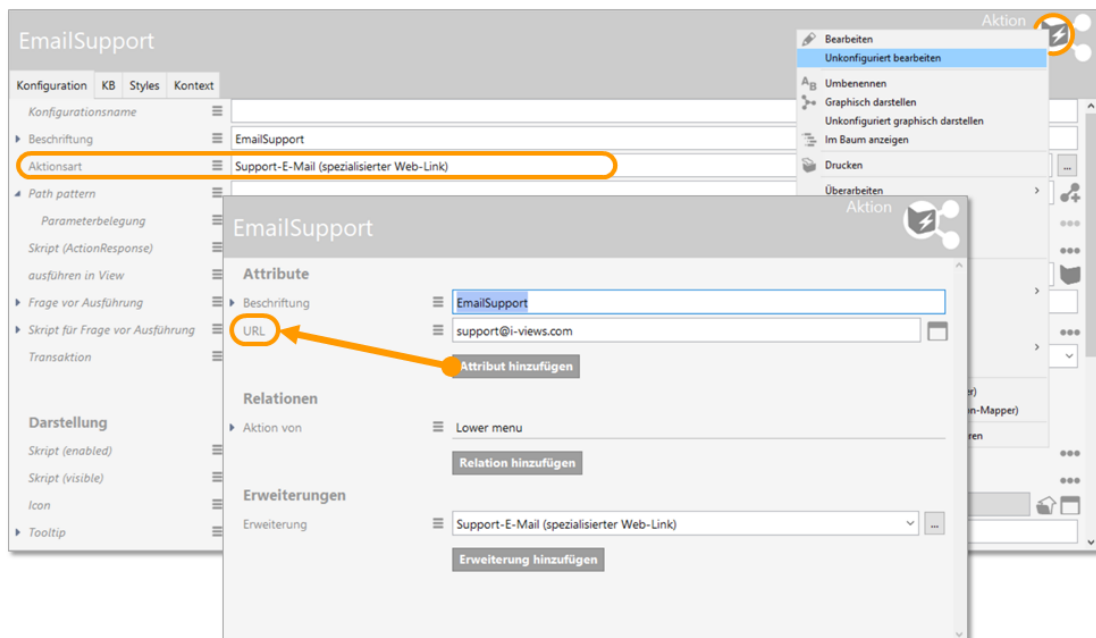 Aktion
EmailSupport
Bearbeiten
Unkonfiguriert bearbeiten
Umbenennen
Graphisch darstellen
Unkonfiguriert graphisch darstellen
Im Baum anzeigen
Drucken
Überarbeiten
er)
on-Mapper)
ren
Konfiguration KB Styles Kontext
Konfigurationsname
Beschriftung EmailSupport
Aktionsart Support-E-Mail (spezialisierter Web-Link)
Path pattern
Parameterbelegung
Skript (ActionResponse)
ausführen in View
Frage vor Ausführung
Skript für Frage vor Ausführung
Transaktion
Darstellung
Skript (enabled)
Skript (visible)
Icon
Tooltip
Aktion
EmailSupport
Attribute
Beschriftung EmailSupport
URL support@i-views.com
Attribut hinzufügen
Relationen
Aktion von Lower menu
Relation hinzufügen
Erweiterungen
Erweiterung Support-E-Mail (spezialisierter Web-Link)
Erweiterung hinzufügen